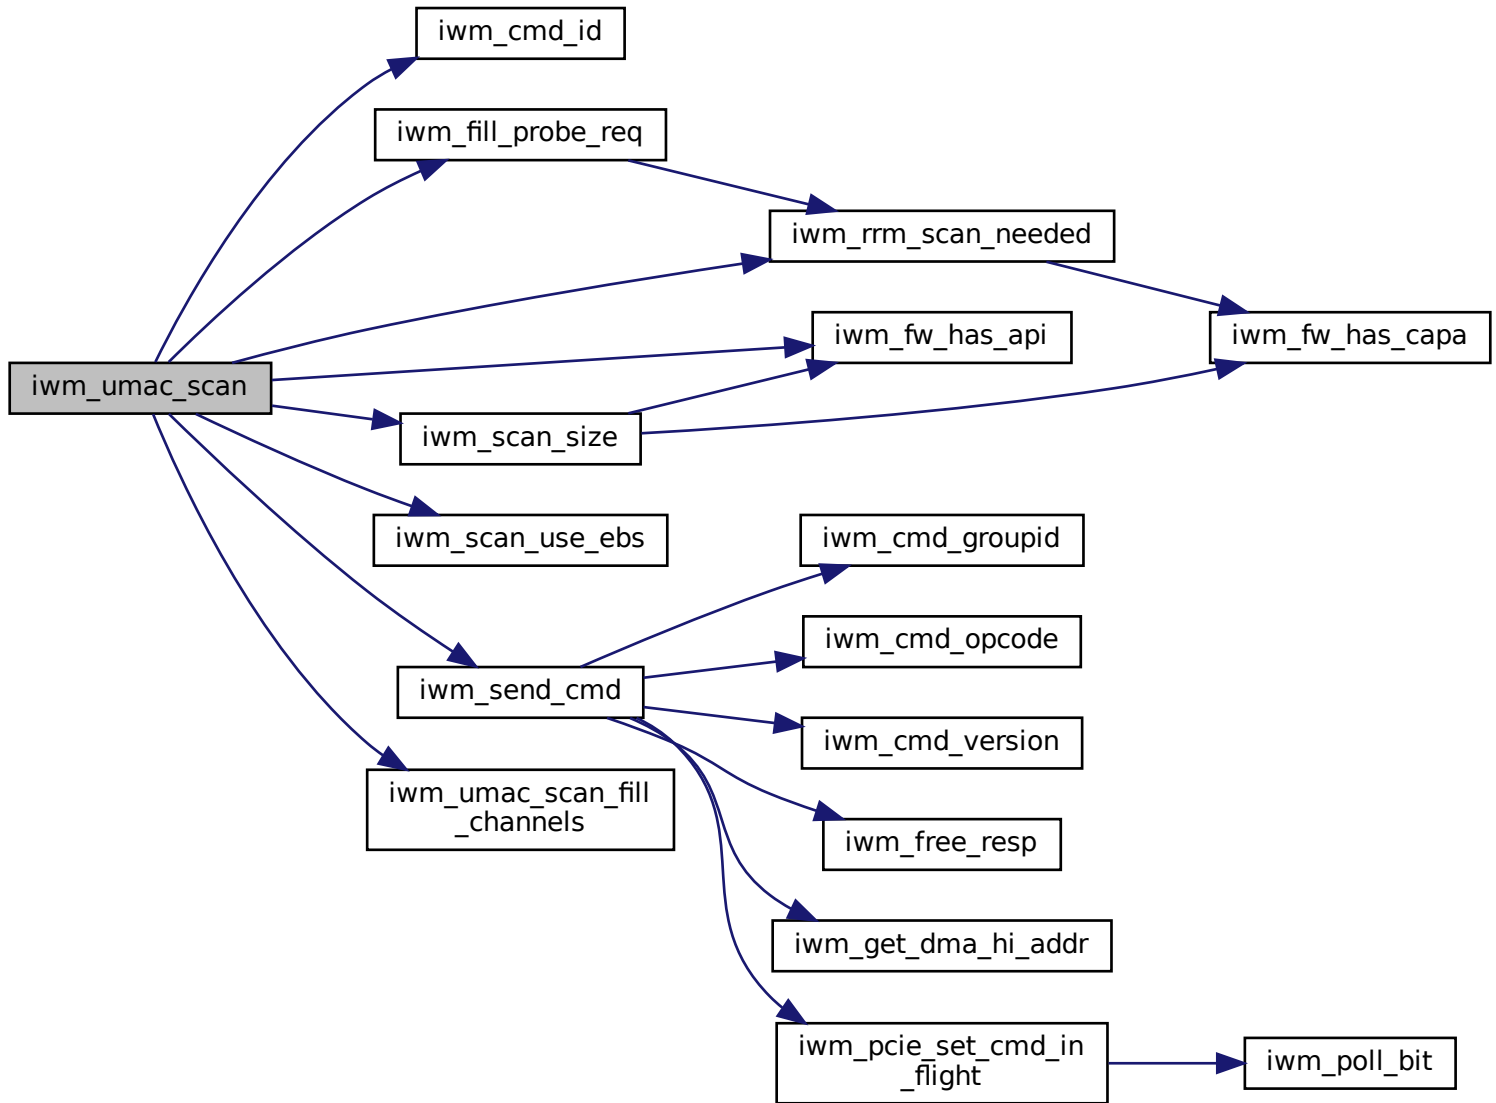 iwm_cmd_id
iwm_fill_probe_req
iwm_rrm_scan_needed
iwm_fw_has_api
iwm_fw_has_capa
iwm_umac_scan
iwm_scan_size
iwm_scan_use_ebs
iwm_cmd_groupid
iwm_cmd_opcode
iwm_send_cmd
iwm_cmd_version
iwm_umac_scan_fill
_channels
iwm_free_resp
iwm_get_dma_hi_addr
iwm_pcie_set_cmd_in
_flight
iwm_poll_bit